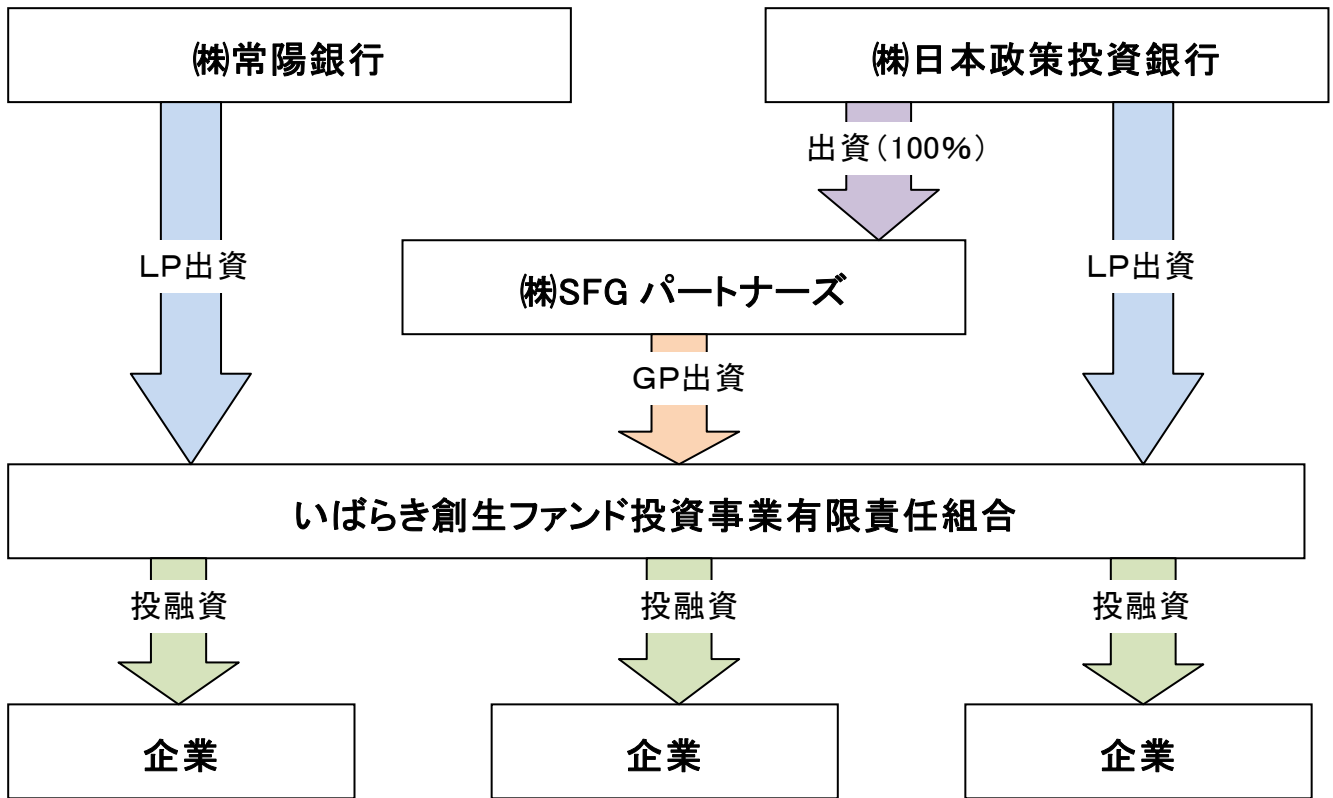 ㈱常陽銀行
㈱日本政策投資銀行
出資（100％）
LP出資
㈱SFG パートナーズ
LP出資
GP出資
いばらき創生ファンド投資事業有限責任組合
投融資
投融資
投融資
企業
企業
企業